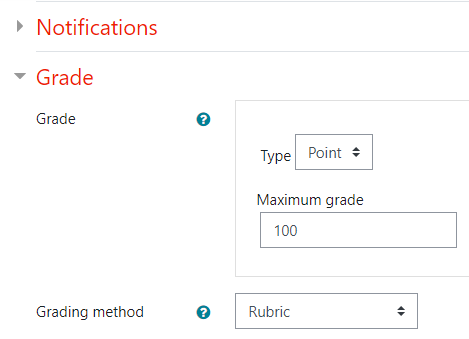 Notifications
Grade
Grade
Type Point
Maximum grade
100
Grading method Rubric